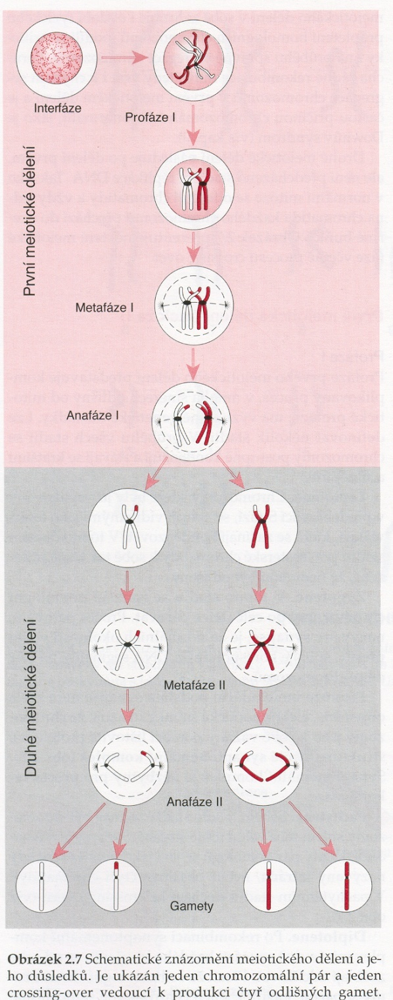 Interfáze
Profáze I
První meiotické dělení
Metafáze I
Anafáze I
Druhé meiotické dělení
Metafáze II
Anafáze II
Gamety
Obrázek 2.7 Schematické znázornění meiotického dělení a je-
ho důsledků. Je ukázán jeden chromozomální pár a jeden
crossing-over vedoucí k produkci čtyř odlišných gamet.